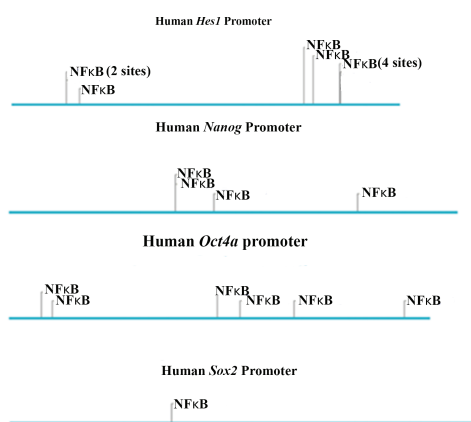 Human Hes1 Promoter
NFκB
NFκB
NFκB (2 sites)
NFκB(4 sites)
NFκB
Human Nanog Promoter
NFκB
NFκB
NFκB
NFκB
Human Oct4a promoter
NFκB
NFκB
NFκB
NFκB
NFκB
NFκB
Human Sox2 Promoter
NFκB